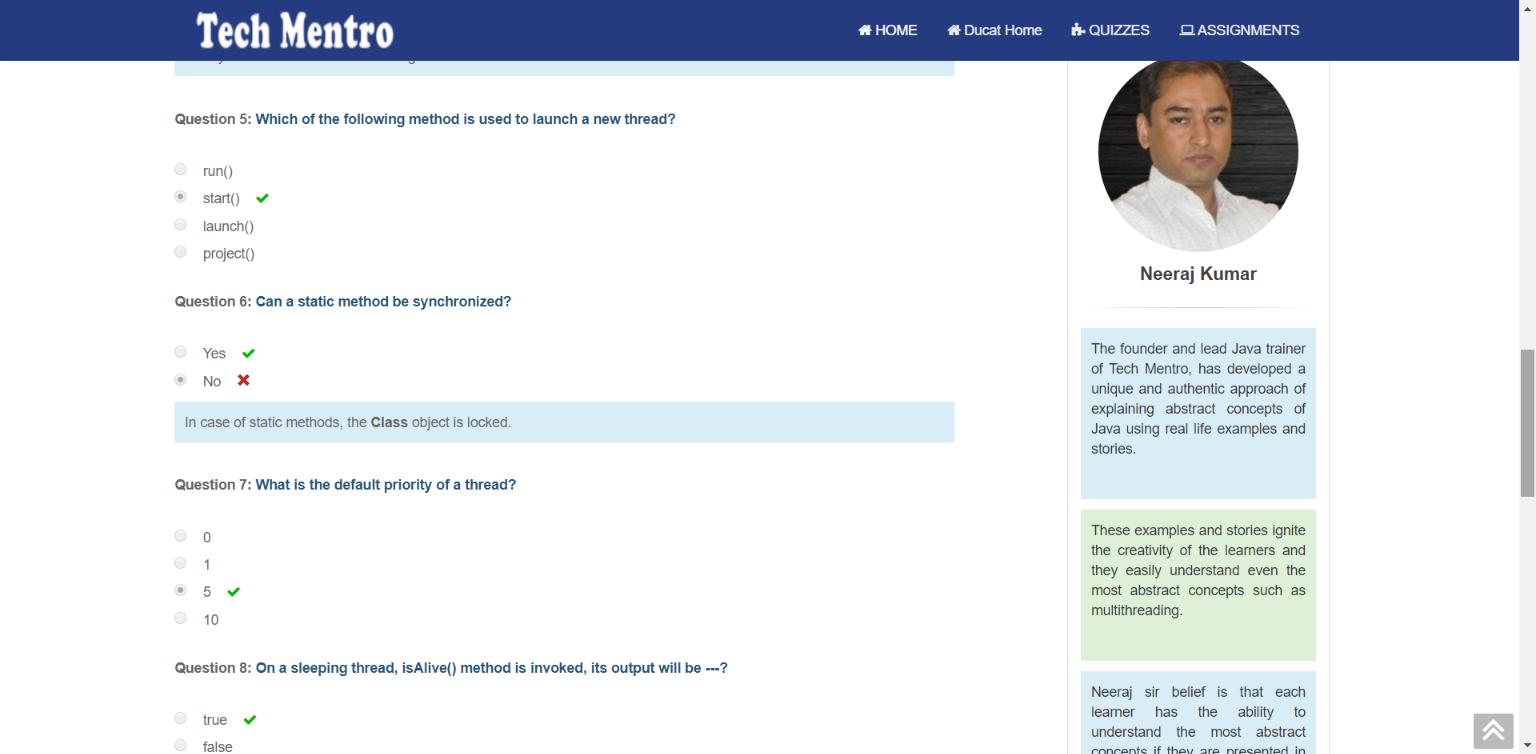 Tech Mentro
HOME
Ducat Home
QUIZZES
ASSIGNMENTS
Question 5: Which of the following method is used to launch a new thread?
run()
start()
launch()
project()
Question 6: Can a static method be synchronized?
Yes
No
In case of static methods, the Class object is locked.
Question 7: What is the default priority of a thread?
0
1
5
10
Question 8: On a sleeping thread, isAlive() method is invoked, its output will be ---?
true
false
Neeraj Kumar
The founder and lead Java trainer
of Tech Mentro, has developed a
unique and authentic approach of
explaining abstract concepts of
Java using real life examples and
stories.
These examples and stories ignite
the creativity of the learners and
they easily understand even the
most abstract concepts such as
multithreading.
Neeraj sir belief is that each
learner has the ability to
understand the most abstract
concepts if they are presented in